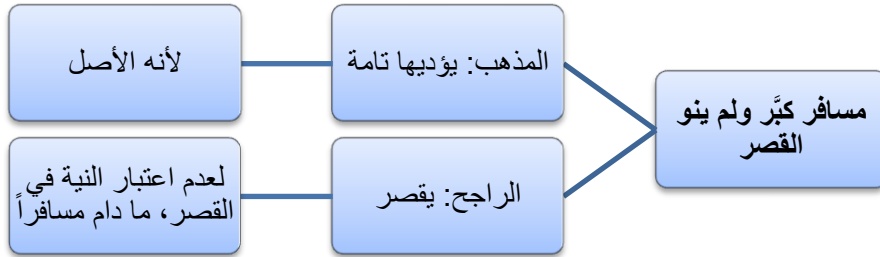 مسافر كبَّر ولم ينو
القصر
المذهب: يؤديها تامة
لأنه الأصل
الراجح: يقصر
لعدم اعتبار النية في
القصر، ما دام مسافراً